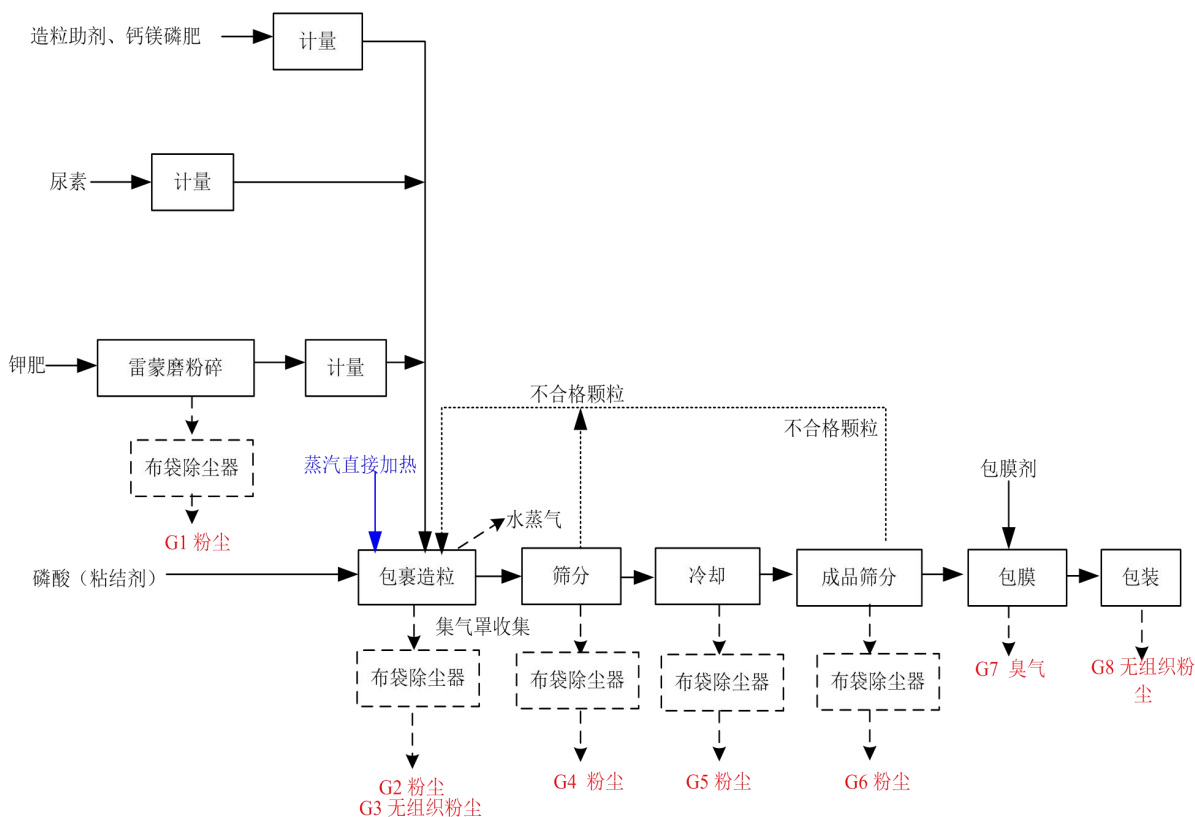 造粒助剂、钙镁磷肥
计量
尿素
计量
钾肥
雷蒙磨粉碎
计量
不合格颗粒
不合格颗粒
布袋除尘器
蒸汽直接加热
包膜剂
G1 粉尘
水蒸气
磷酸（粘结剂）
包裹造粒
筛分
冷却
成品筛分
包膜
包装
集气罩收集
布袋除尘器
布袋除尘器
布袋除尘器
布袋除尘器
G7 臭气
G8 无组织粉
尘
G2 粉尘
G3 无组织粉尘
G4 粉尘
G5 粉尘
G6 粉尘